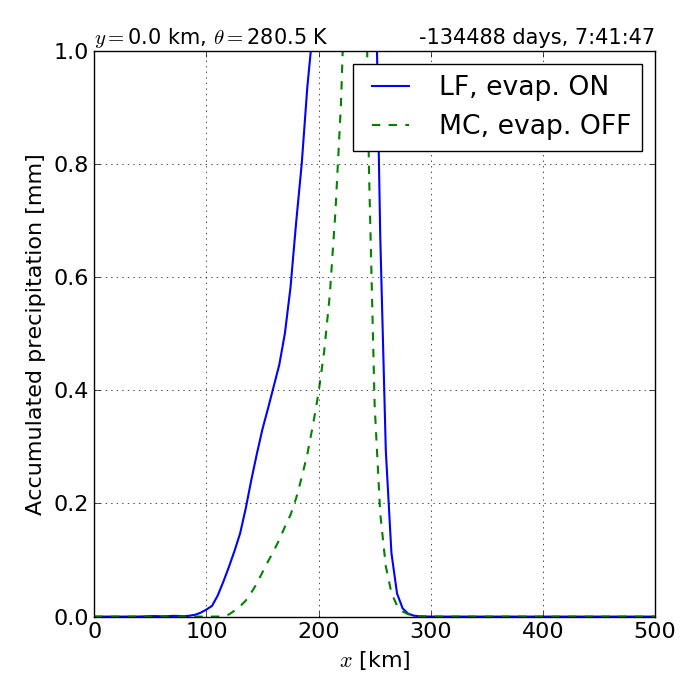 y=0.0 km, θ=280.5 K
-134488 days, 7:41:47
LF, evap. ON
MC, evap. OFF
Accumulated precipitation [mm]
1.0
0.8
0.6
0.4
0.2
0.0
0 100 200 300 400 500
x [km]